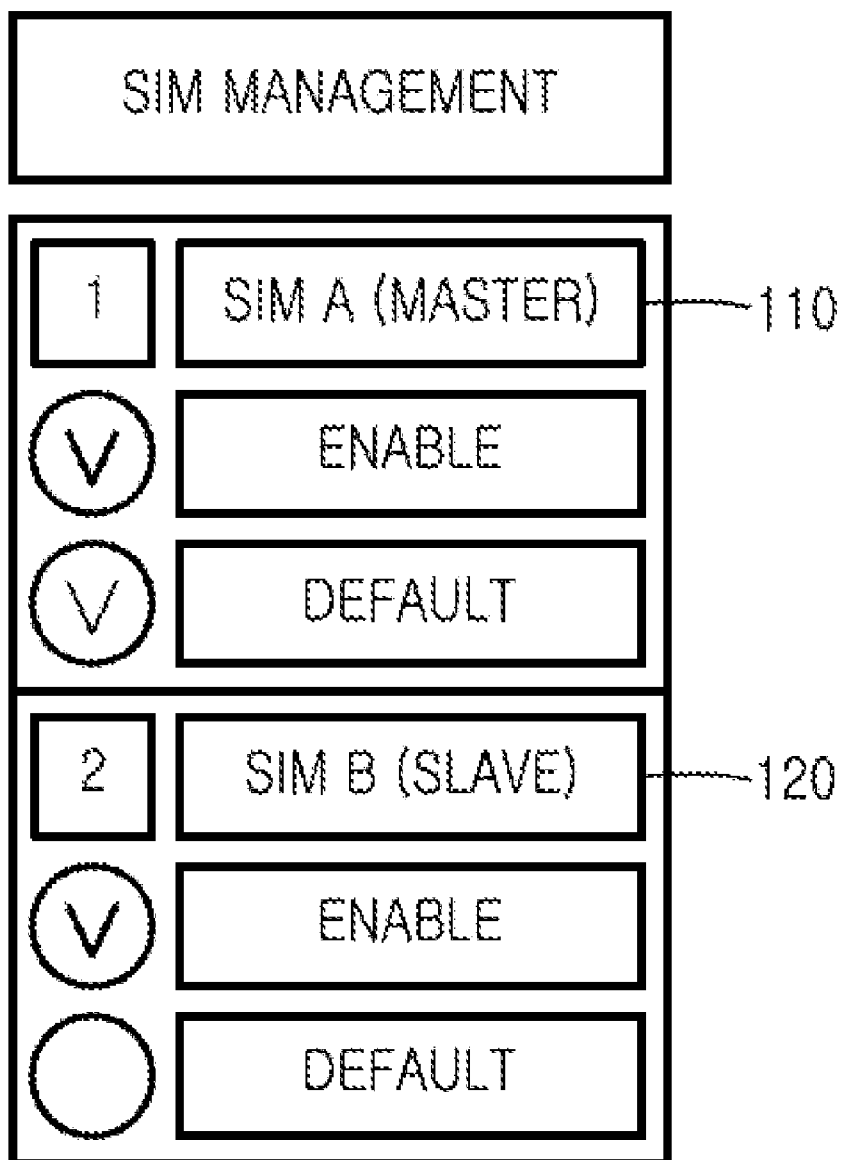 SIM MANAGEMENT
1 SIM A (MASTER) 110
V ENABLE
V DEFAULT
2 SIM B (SLAVE) 120
V ENABLE
DEFAULT